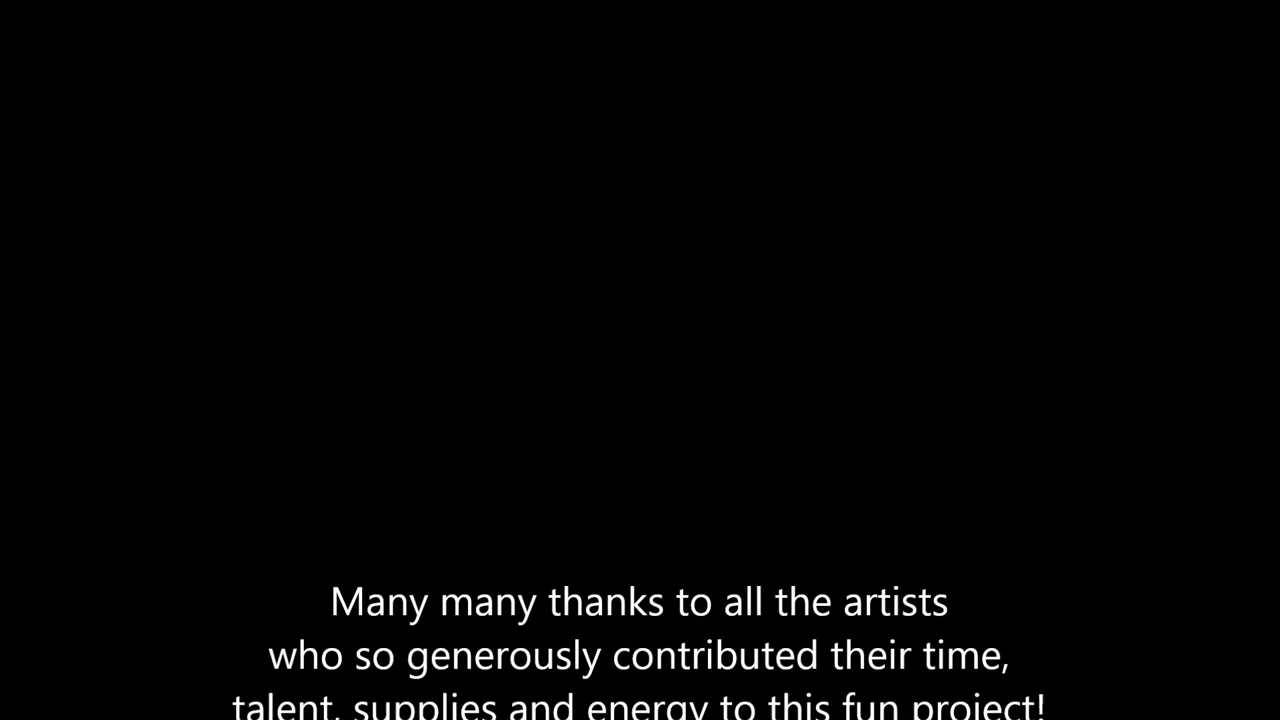 Many many thanks to all the artists
who so generously contributed their time,
talent, supplies and energy to this fun project!